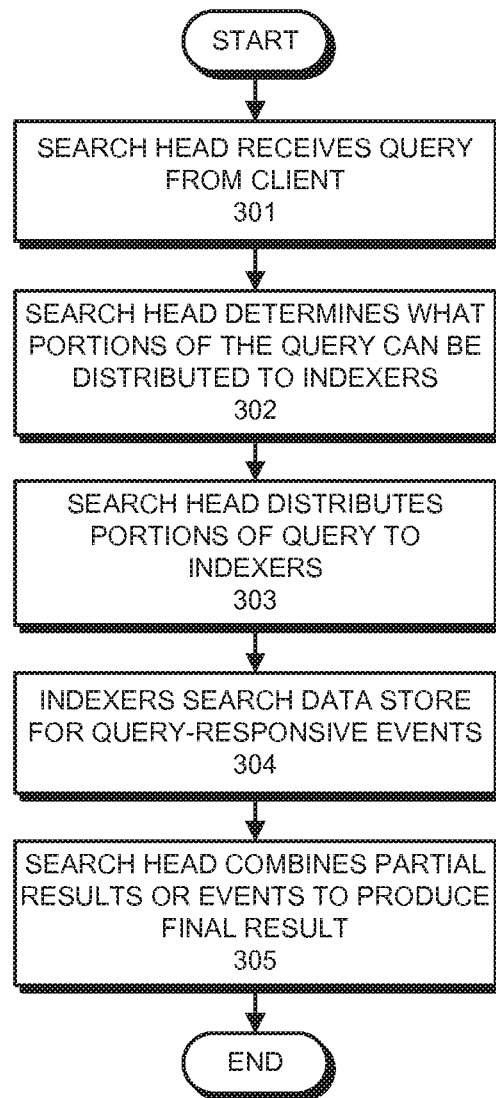 START
SEARCH HEAD RECEIVES QUERY
FROM CLIENT
301
SEARCH HEAD DETERMINES WHAT
PORTIONS OF THE QUERY CAN BE
DISTRIBUTED TO INDEXERS
302
SEARCH HEAD DISTRIBUTES
PORTIONS OF QUERY TO
INDEXERS
303
INDEXERS SEARCH DATA STORE
FOR QUERY-RESPONSIVE EVENTS
304
SEARCH HEAD COMBINES PARTIAL
RESULTS OR EVENTS TO PRODUCE
FINAL RESULT
305
END